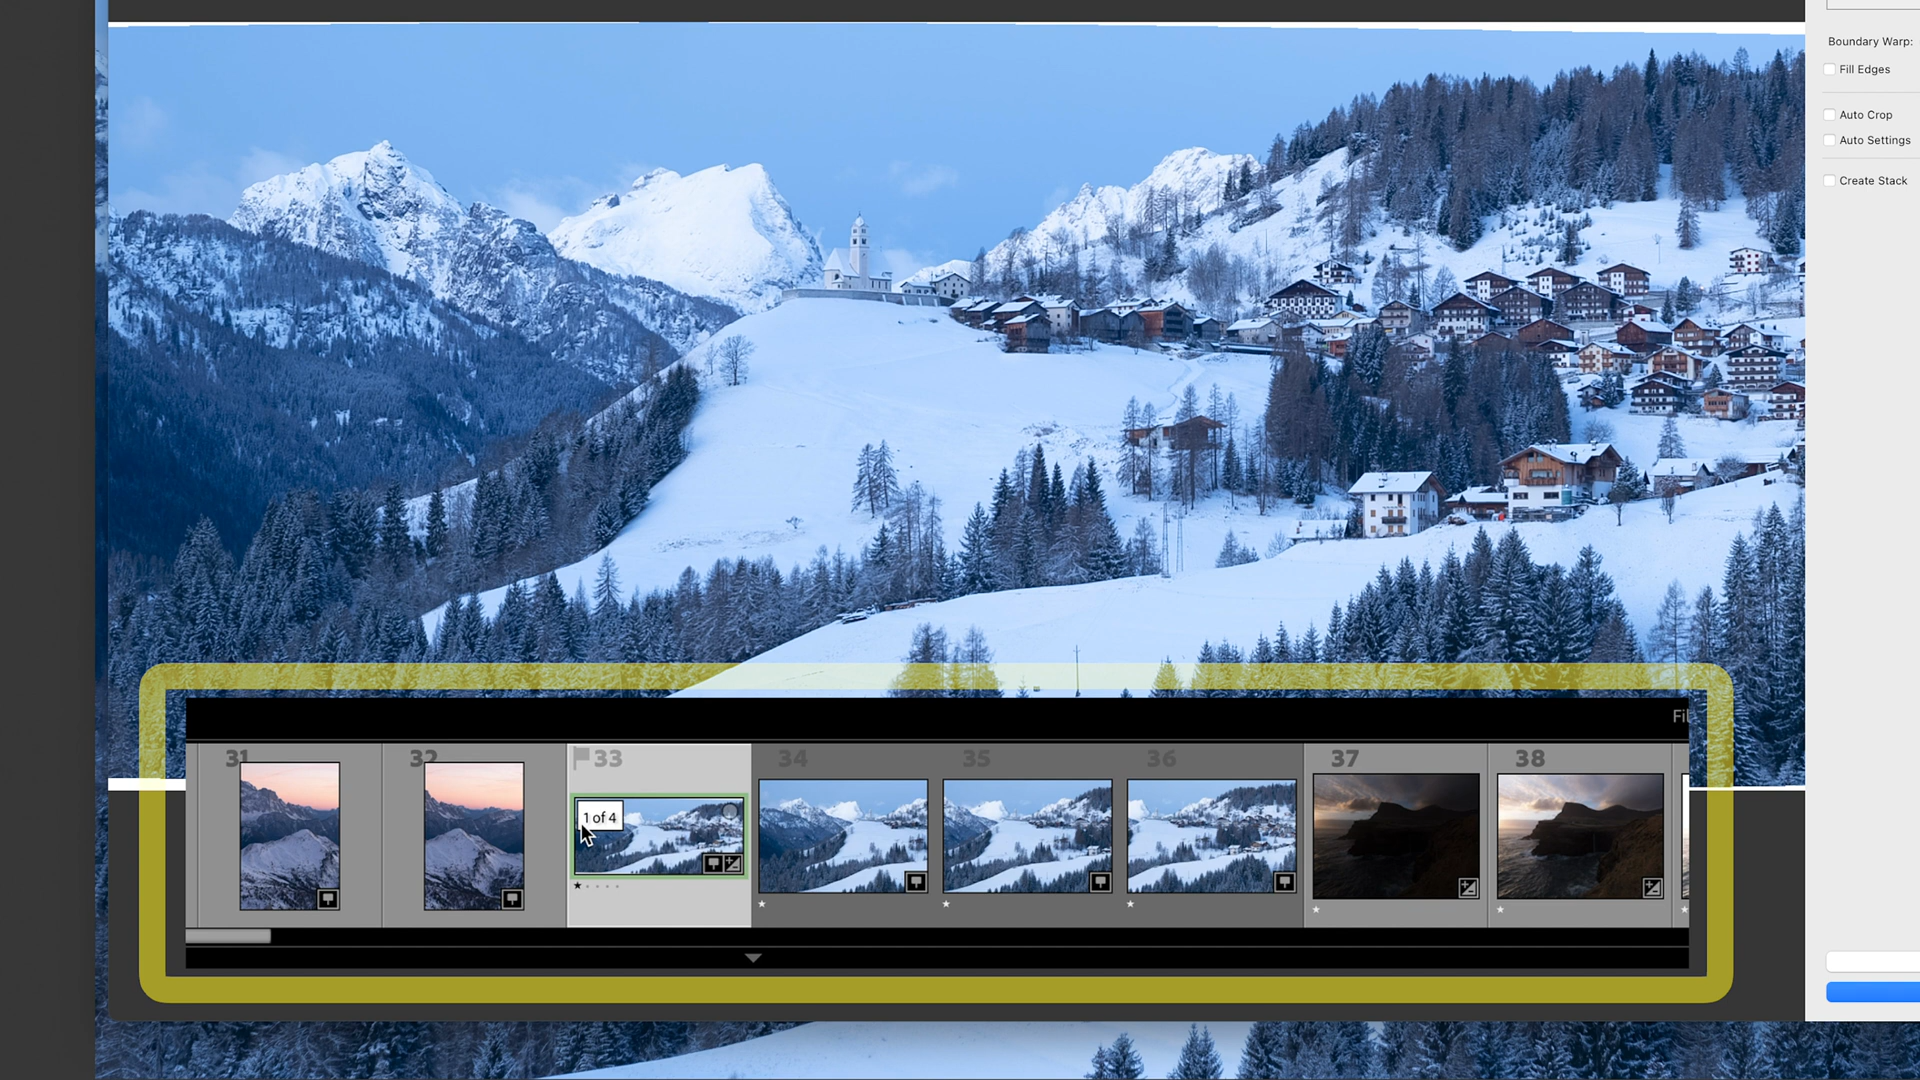 Boundary Warp:
Fill Edges
Auto Crop
Auto Settings
Create Stack
Fil
31
32
33
34
35
36
37
38
1 of 4